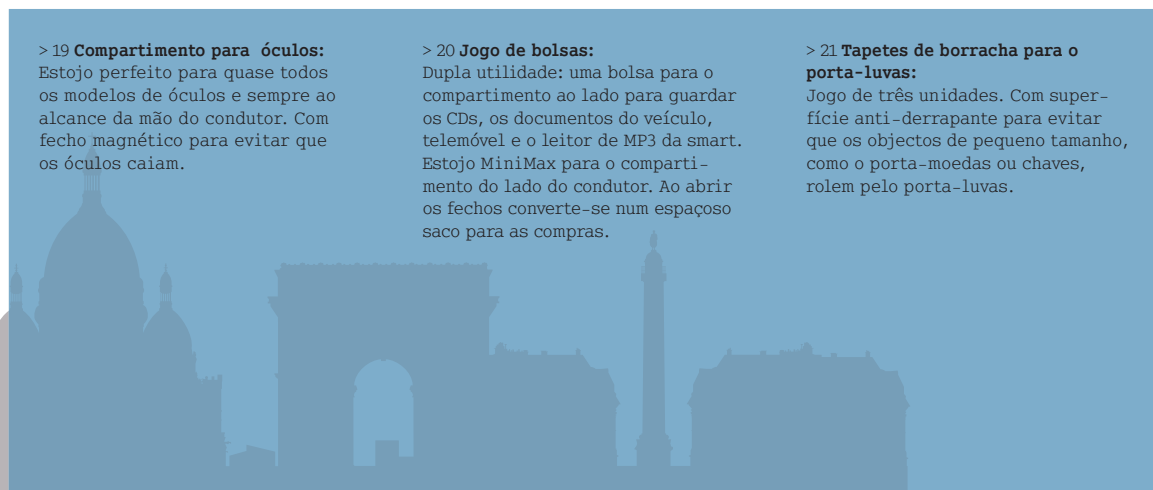 > 19 Compartimento para óculos:
Estojo perfeito para quase todos
os modelos de óculos e sempre ao
alcance da mão do condutor. Com
fecho magnético para evitar que
os óculos caiam.
> 20 Jogo de bolsas:
Dupla utilidade: uma bolsa para o
compartimento ao lado para guardar
os CDs, os documentos do veículo,
telemóvel e o leitor de MP3 da smart.
Estojo MiniMax para o comparti-
mento do lado do condutor. Ao abrir
os fechos converte-se num espaçoso
saco para as compras.
> 21 Tapetes de borracha para o
porta-luvas:
Jogo de três unidades. Com super-
fície anti-derrapante para evitar
que os objectos de pequeno tamanho,
como o porta-moedas ou chaves,
rolem pelo porta-luvas.